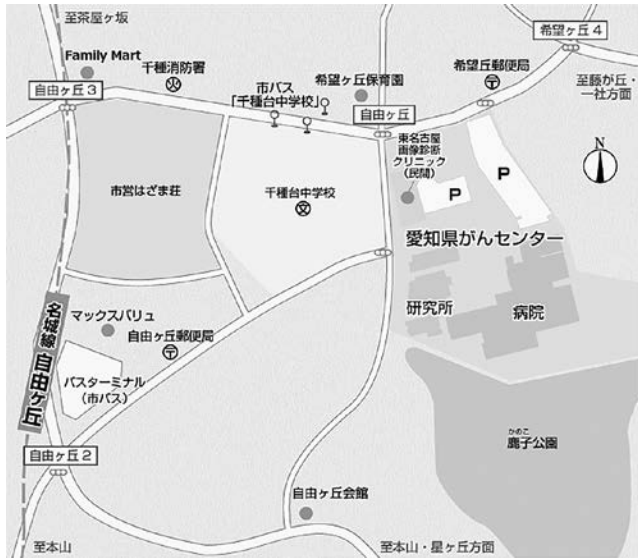 至茶屋ヶ坂
Family Mart
千種消防署
自由ヶ丘3
市バス
「千種台中学校」
希望ヶ丘保育園
自由ヶ丘
希望ヶ丘4
希望丘郵便局
至藤が丘・
一社方面
N
東名古屋
画像診断
クリニック
(民間)
P
P
市営はざま荘
千種台中学校
文
愛知県がんセンター
研究所
病院
マックスバリュ
自由ヶ丘郵便局
名城線 自由ヶ丘
バスターミナル
(市バス)
かのこ
鹿子公園
自由ヶ丘2
自由ヶ丘会館
至本山
至本山・星ヶ丘方面